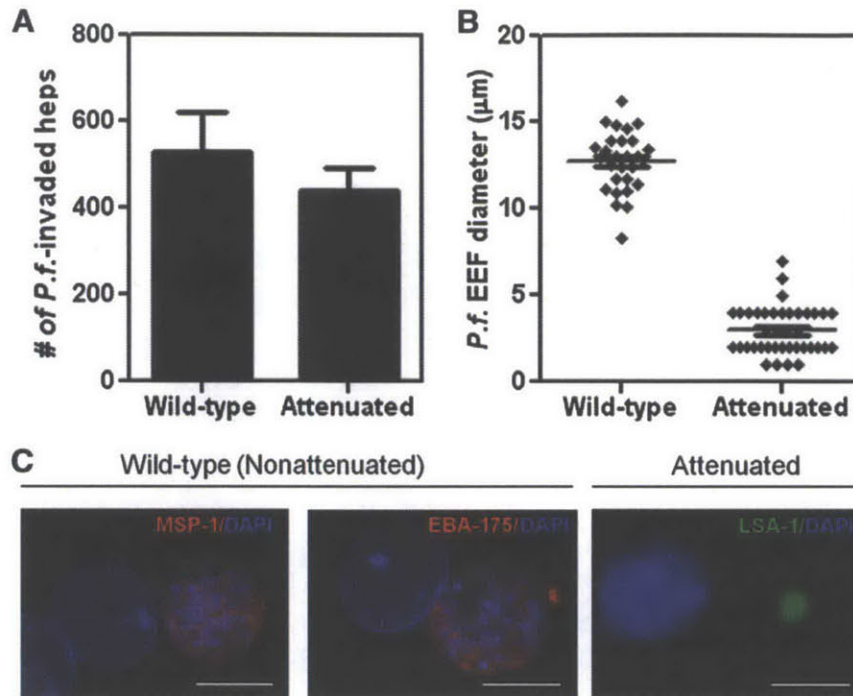 A
# of P.f.-invaded heps
800
600
400
200
0
Wild-type Attenuated
B
P.f. EEF diameter (μm)
20
15
10
5
0
Wild-type Attenuated
C
Wild-type (Nonattenuated)
Attenuated
MSP-1/DAPI
EBA-175/DAPI
LSA-1/DAPI